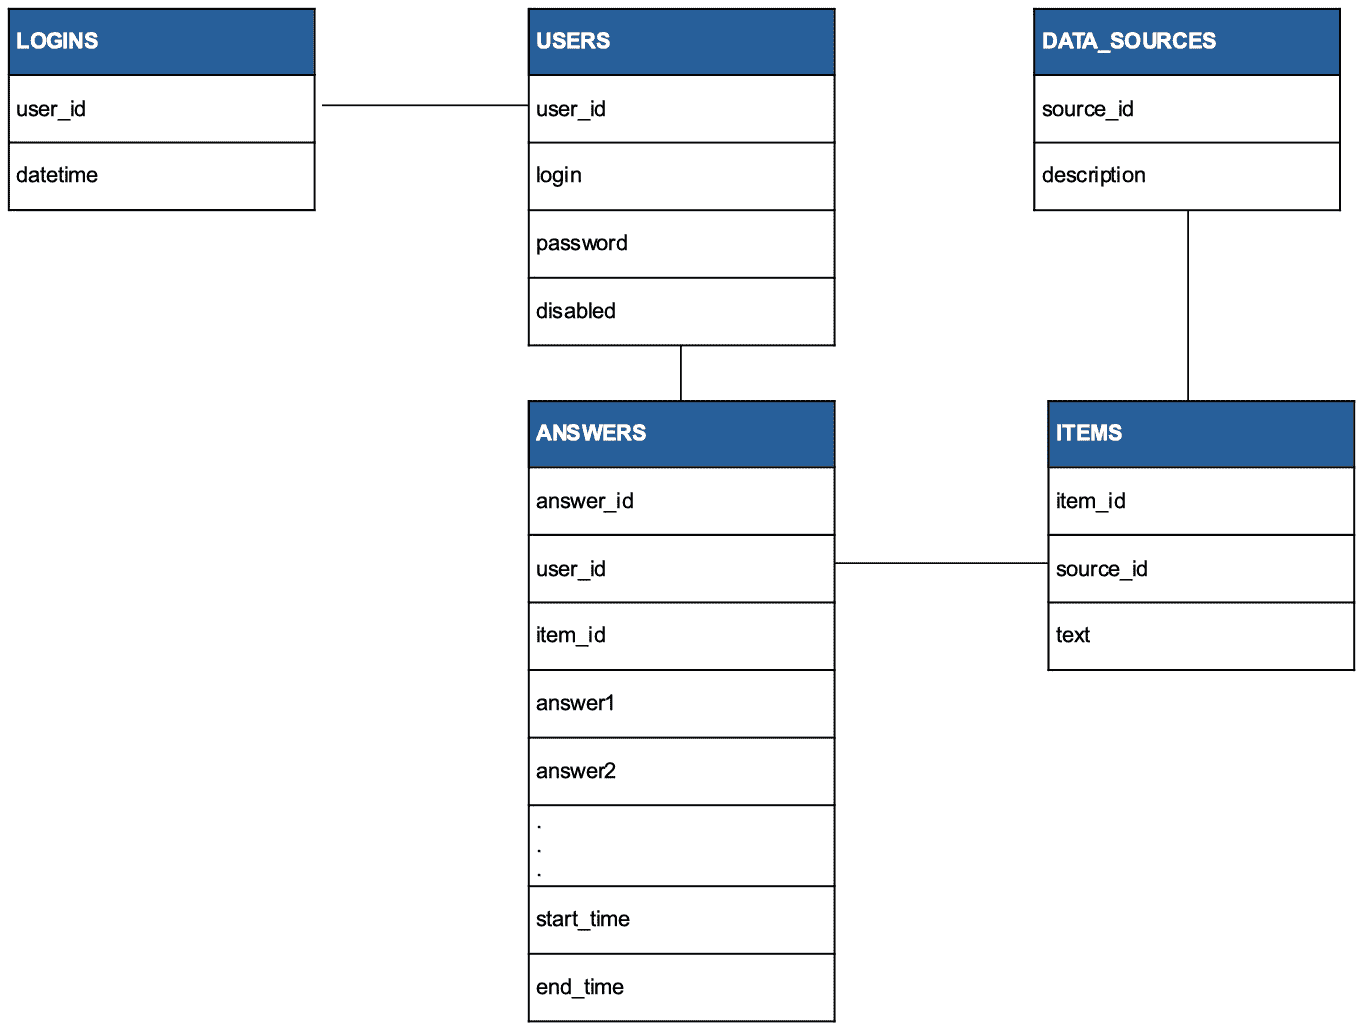 LOGINS
user_id
datetime
USERS
user_id
login
password
disabled
DATA_SOURCES
source_id
description
ANSWERS
answer_id
user_id
item_id
answer1
answer2
.
.
.
start_time
end_time
ITEMS
item_id
source_id
text